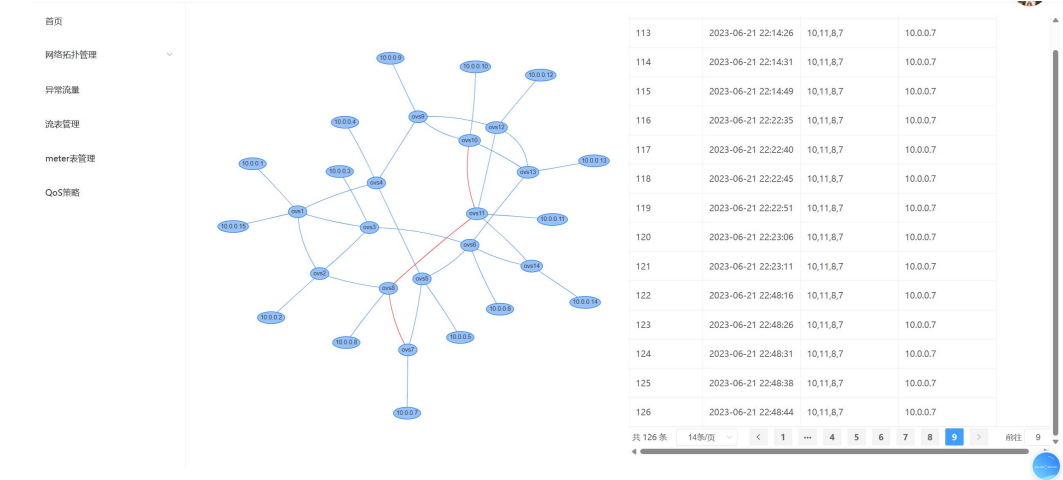 首页
网络拓扑管理
异常流量
流表管理
meter表管理
QoS策略
10.0.0.9
10.0.0.10
10.0.0.12
ovs9
10.0.0.4
ovs12
ovs10
10.0.0.13
10.0.0.1
10.0.0.3
ovs13
ovs4
ovs1
ovs11
10.0.0.11
10.0.0.15
ovs3
ovs6
ovs14
ovs2
ovs5
ovs8
10.0.0.14
10.0.0.6
10.0.0.2
10.0.0.5
10.0.0.8
ovs7
10.0.0.7
113 2023-06-21 22:14:26 10,11,8,7 10.0.0.7
114 2023-06-21 22:14:31 10,11,8,7 10.0.0.7
115 2023-06-21 22:14:49 10,11,8,7 10.0.0.7
116 2023-06-21 22:22:35 10,11,8,7 10.0.0.7
117 2023-06-21 22:22:40 10,11,8,7 10.0.0.7
118 2023-06-21 22:22:45 10,11,8,7 10.0.0.7
119 2023-06-21 22:22:51 10,11,8,7 10.0.0.7
120 2023-06-21 22:23:06 10,11,8,7 10.0.0.7
121 2023-06-21 22:23:11 10,11,8,7 10.0.0.7
122 2023-06-21 22:48:16 10,11,8,7 10.0.0.7
123 2023-06-21 22:48:26 10,11,8,7 10.0.0.7
124 2023-06-21 22:48:31 10,11,8,7 10.0.0.7
125 2023-06-21 22:48:38 10,11,8,7 10.0.0.7
126 2023-06-21 22:48:44 10,11,8,7 10.0.0.7
共 126 条 14条/页 < 1 ··· 4 5 6 7 8 9 > 前往 9